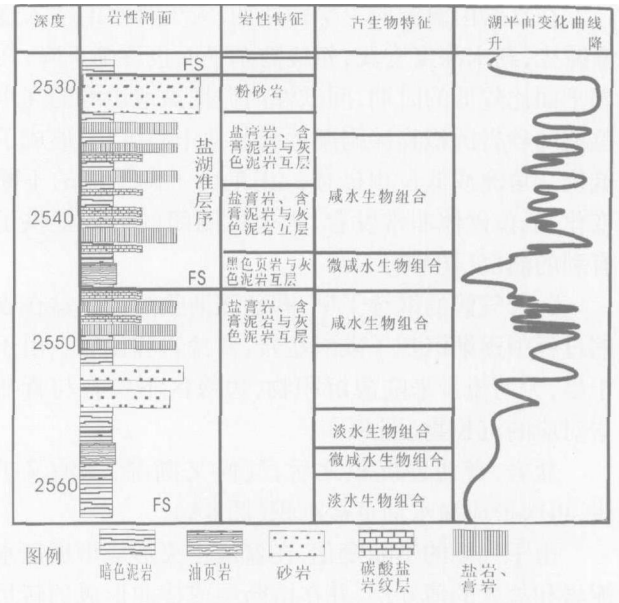 深度 岩性剖面 岩性特征 古生物特征 湖平面变化曲线
升 降
FS
2530
粉砂岩
盐湖准层序
盐膏岩、含
膏泥岩与灰
色泥岩互层
盐膏岩、含
膏泥岩与灰
色泥岩互层
咸水生物组合
2540
FS
黑色页岩与灰
色泥岩互层
微咸水生物组合
盐膏岩、含
膏泥岩与灰
色泥岩互层
咸水生物组合
2550
淡水生物组合
微咸水生物组合
2560
FS
淡水生物组合
图例
暗色泥岩
油页岩
砂岩
碳酸盐
岩纹层
盐岩、
膏岩